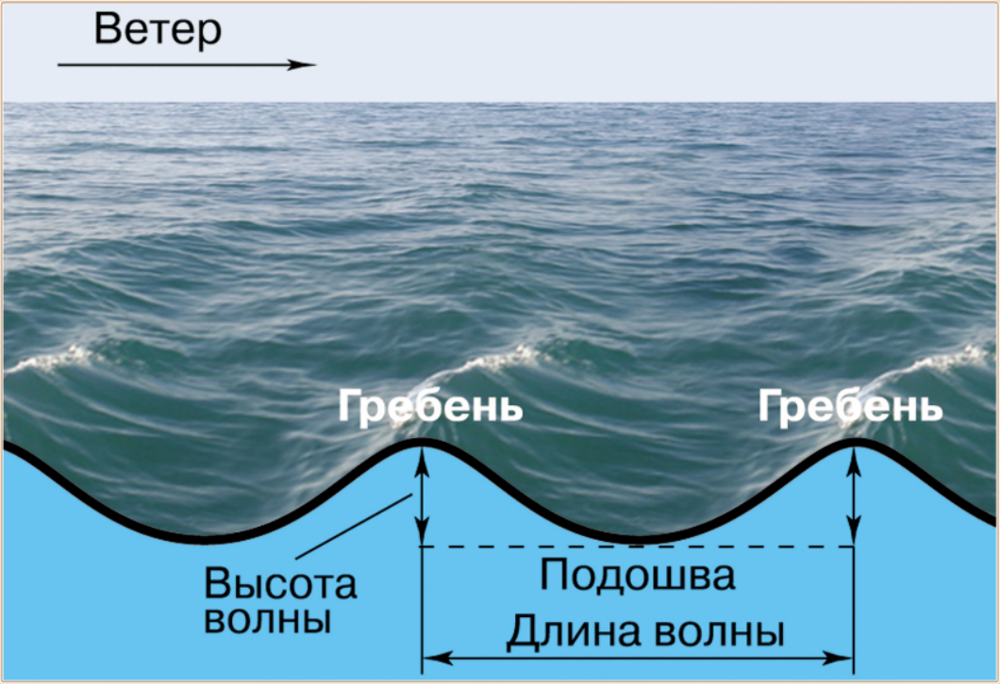 Ветер
Гребень
Гребень
Высота
волны
Подошва
Длина волны